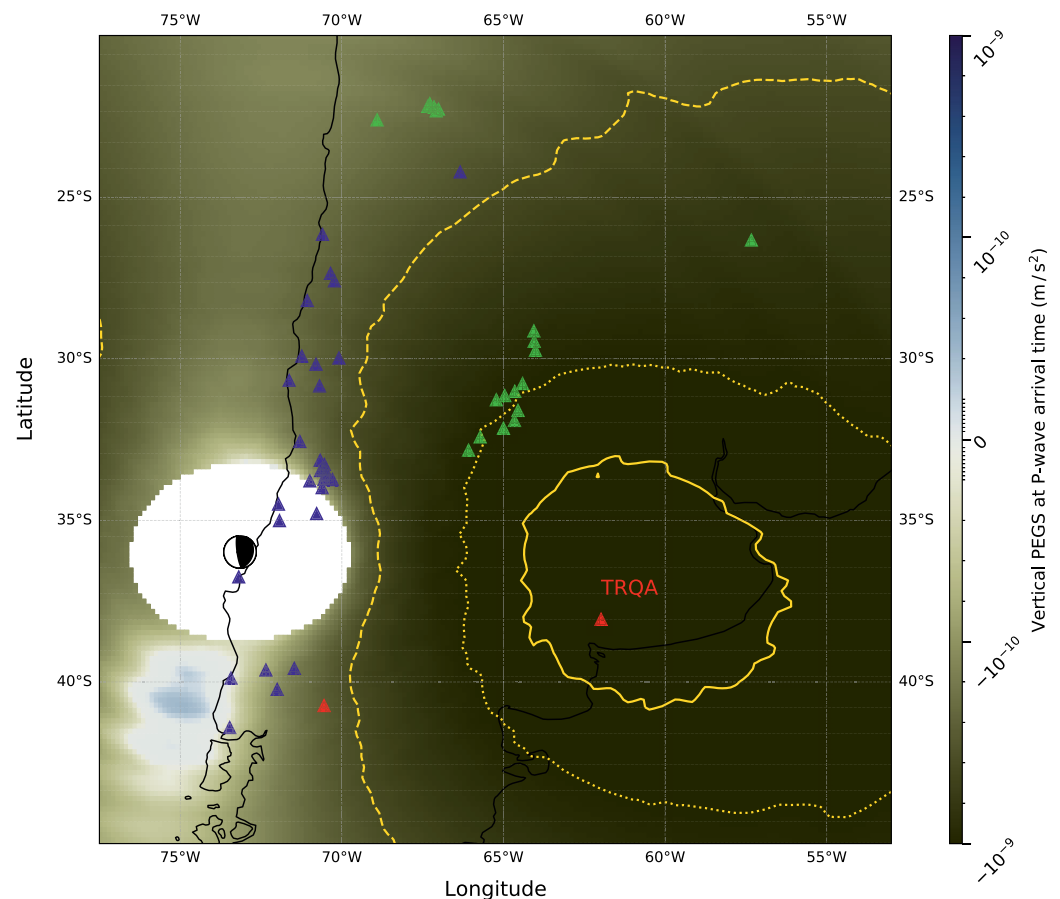 75°W 70°W 65°W 60°W 55°W
10⁻⁹
25°S 25°S
10⁻¹⁰
30°S 30°S
0
35°S 35°S
TRQA
−10⁻¹⁰
40°S 40°S
−10⁻⁹
75°W 70°W 65°W 60°W 55°W
Longitude
Latitude
Vertical PEGS at P-wave arrival time (m / s²)